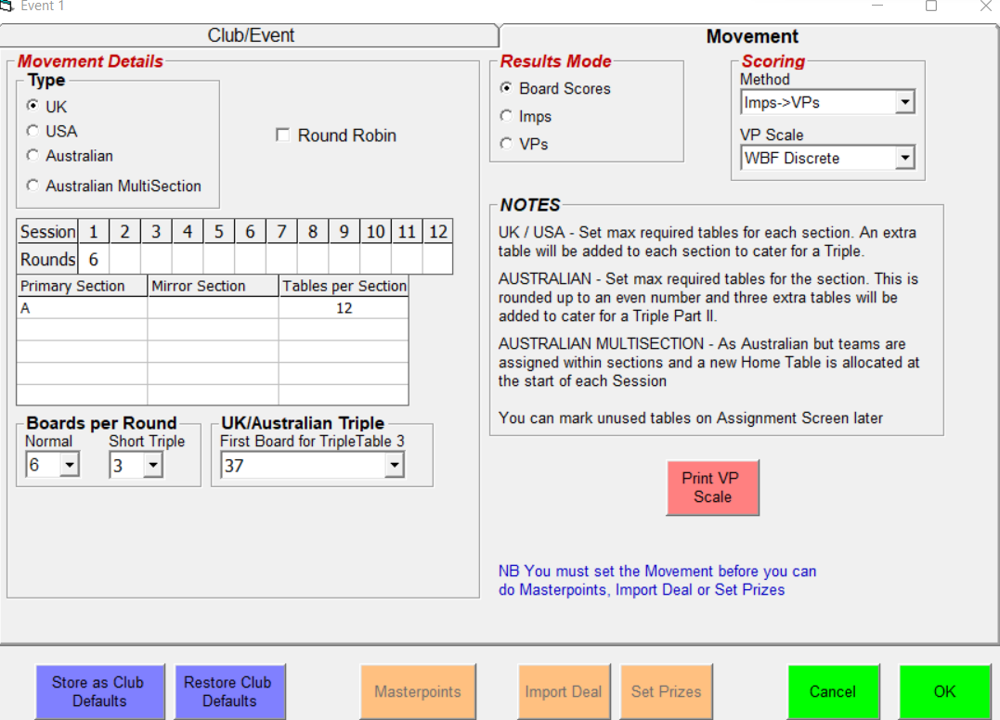 Event 1
Club/Event
Movement
Movement Details
Type
UK
USA
Australian
Australian MultiSection
Round Robin
Session 1 2 3 4 5 6 7 8 9 10 11 12
Rounds 6
Primary Section Mirror Section Tables per Section
A 12
Boards per Round
Normal Short Triple
6 3
UK/Australian Triple
First Board for TripleTable 3
37
Results Mode
Board Scores
Imps
VPs
Scoring
Method
Imps->VPs
VP Scale
WBF Discrete
NOTES
UK / USA - Set max required tables for each section. An extra
table will be added to each section to cater for a Triple.
AUSTRALIAN - Set max required tables for the section. This is
rounded up to an even number and three extra tables will be
added to cater for a Triple Part II.
AUSTRALIAN MULTISECTION - As Australian but teams are
assigned within sections and a new Home Table is allocated at
the start of each Session
You can mark unused tables on Assignment Screen later
Print VP
Scale
NB You must set the Movement before you can
do Masterpoints, Import Deal or Set Prizes
Store as Club
Defaults
Restore Club
Defaults
Masterpoints
Import Deal
Set Prizes
Cancel
OK